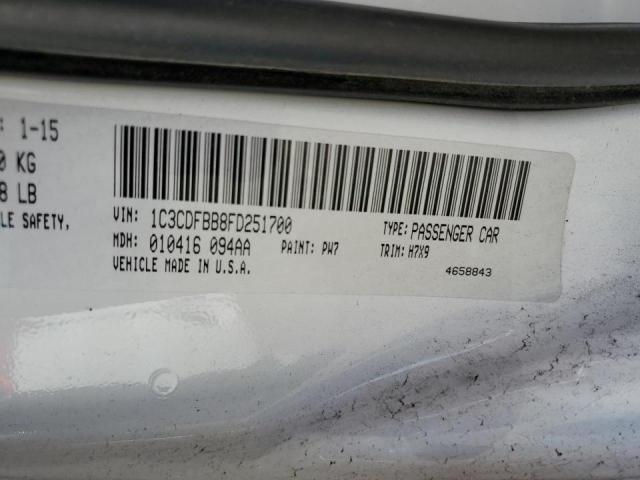 : 1-15
0 KG
8 LB
LE SAFETY,
VIN: 1C3CDFBB8FD251700
TYPE: PASSENGER CAR
MDH: 010416 094AA
PAINT: PW7
TRIM: H7X9
VEHICLE MADE IN U.S.A.
4658843